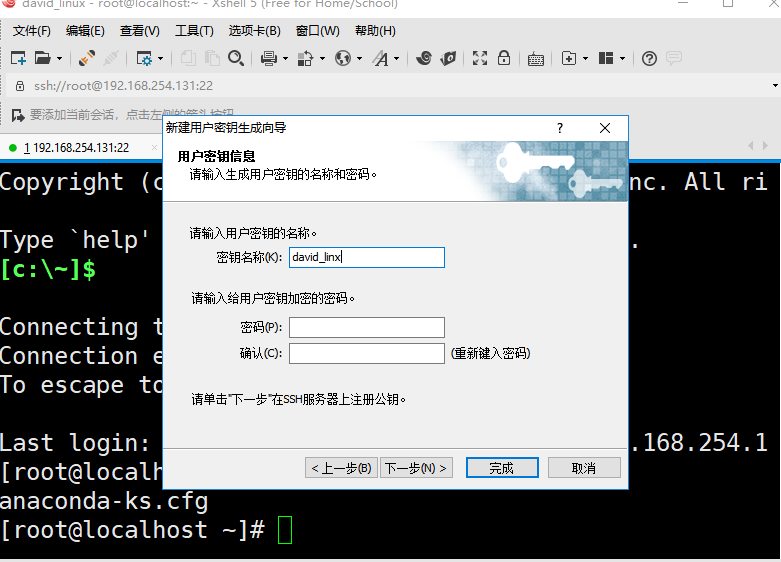 david_linux - root@localhost:~ - Xshell 5 (Free for Home/School)
文件(F) 编辑(E) 查看(V) 工具(T) 选项卡(B) 窗口(W) 帮助(H)
ssh://root@192.168.254.131:22
要添加当前会话，点击左侧的箭头按钮
1 192.168.254.131:22
新建用户密钥生成向导
用户密钥信息
请输入生成用户密钥的名称和密码。
请输入用户密钥的名称。
密钥名称(K): david_linx
请输入给用户密钥加密的密码。
密码(P):
确认(C): (重新键入密码)
请单击"下一步"在SSH服务器上注册公钥。
< 上一步(B) 下一步(N) > 完成 取消
Copyright (c nc. All ri
Type `help' .
[c:\~]$
Connecting t
Connection e
To escape to
Last login: .168.254.1
[root@localh
anaconda-ks.cfg
[root@localhost ~]#